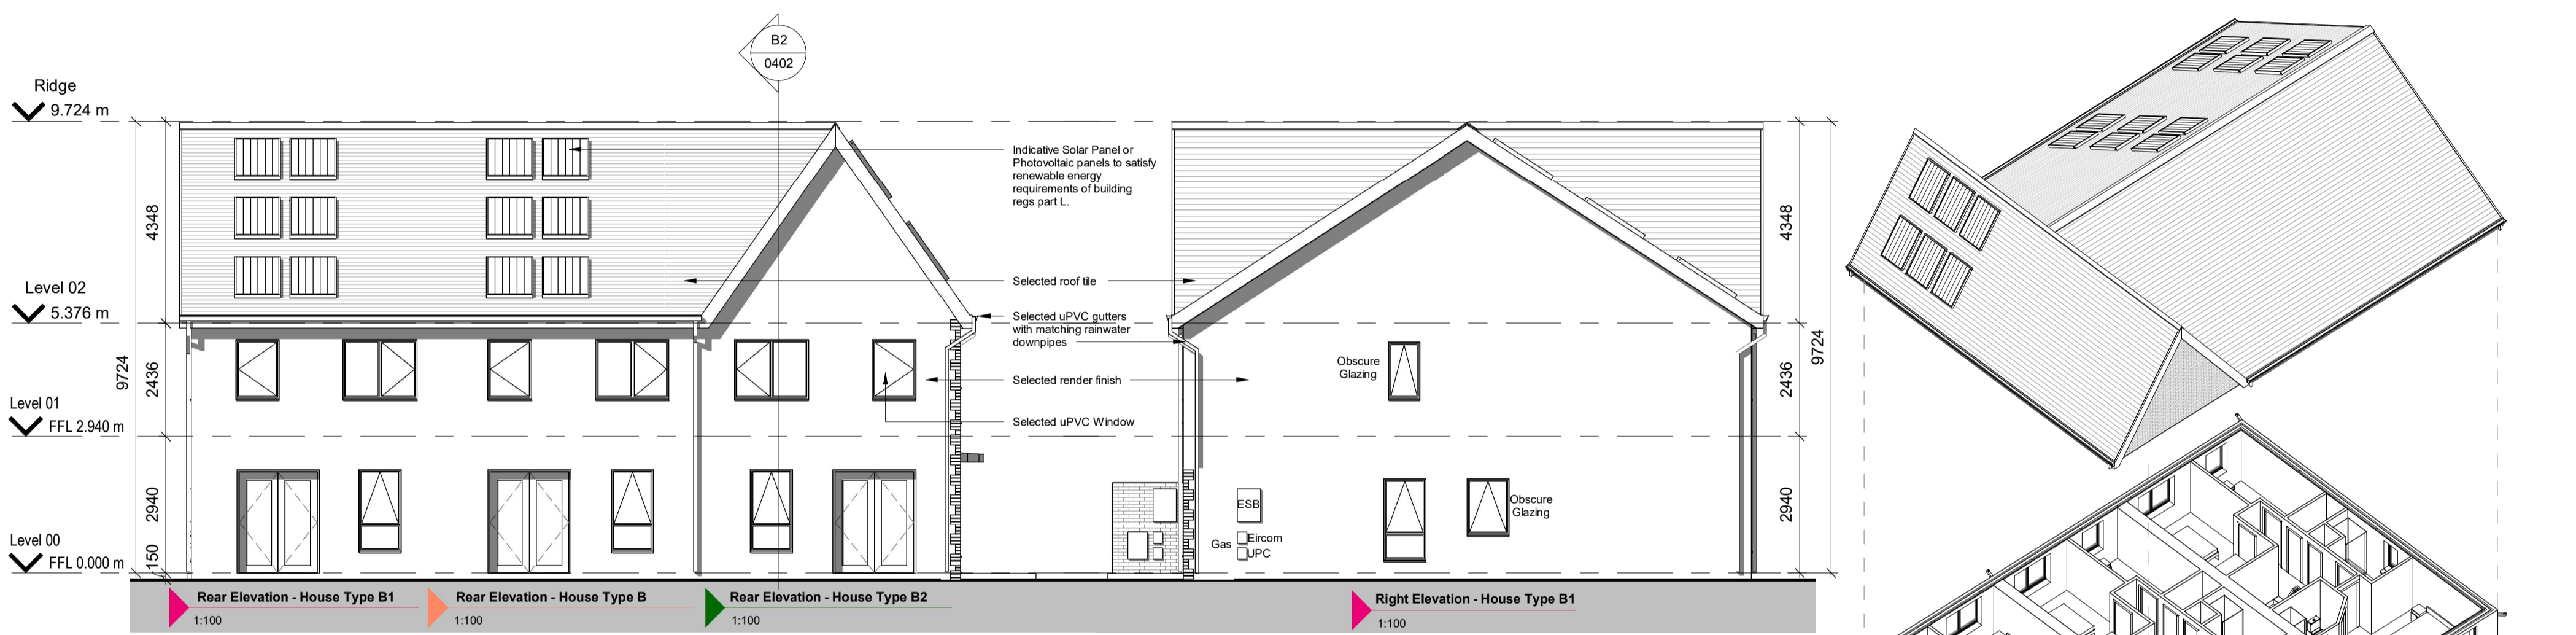 B2
0402
Ridge
9.724 m
Level 02
5.376 m
Level 01
FFL 2.940 m
Level 00
FFL 0.000 m
9724
4348
2436
2940
150
Indicative Solar Panel or
Photovoltaic panels to satisfy
renewable energy
requirements of building
regs part L.
Selected roof tile
Selected uPVC gutters
with matching rainwater
downpipes
Selected render finish
Selected uPVC Window
Obscure
Glazing
Obscure
Glazing
ESB
Gas
Eircom
UPC
4348
2436
2940
9724
Rear Elevation - House Type B1
1:100
Rear Elevation - House Type B
1:100
Rear Elevation - House Type B2
1:100
Right Elevation - House Type B1
1:100